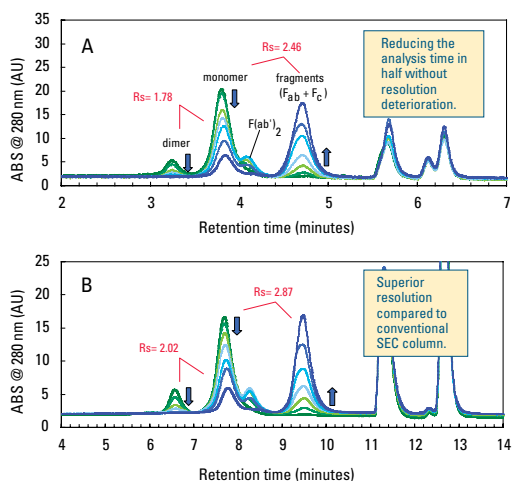 A
ABS @ 280 nm (AU)
35
30
25
20
15
10
5
0
Rs= 1.78
Rs= 2.46
dimer
monomer
F(ab')2
fragments
(Fab + Fc)
Reducing the
analysis time in
half without
resolution
deterioration.
2 3 4 5 6 7
Retention time (minutes)
B
ABS @ 280 nm (AU)
25
20
15
10
5
0
Rs= 2.02
Rs= 2.87
Superior
resolution
compared to
conventional
SEC column.
4 5 6 7 8 9 10 11 12 13 14
Retention time (minutes)